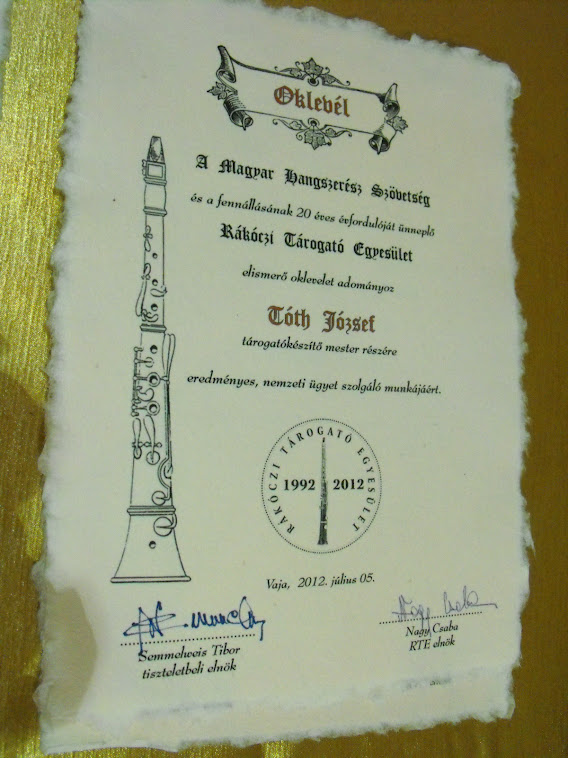 Oklevél
A Magyar Hangszerész Szövetség
és a fennállásának 20 éves évfordulóját ünneplő
Rákóczi Tárogató Egyesület
elismerő oklevelet adományoz
Tóth József
tárogatókészítő mester részére
eredményes, nemzeti ügyet szolgáló munkájáért.
RÁKÓCZI TÁROGATÓ EGYESÜLET
1992 2012
Vaja, 2012. július 05.
Semmelweis Tibor
tiszteletbeli elnök
Nagy Csaba
RTE elnök